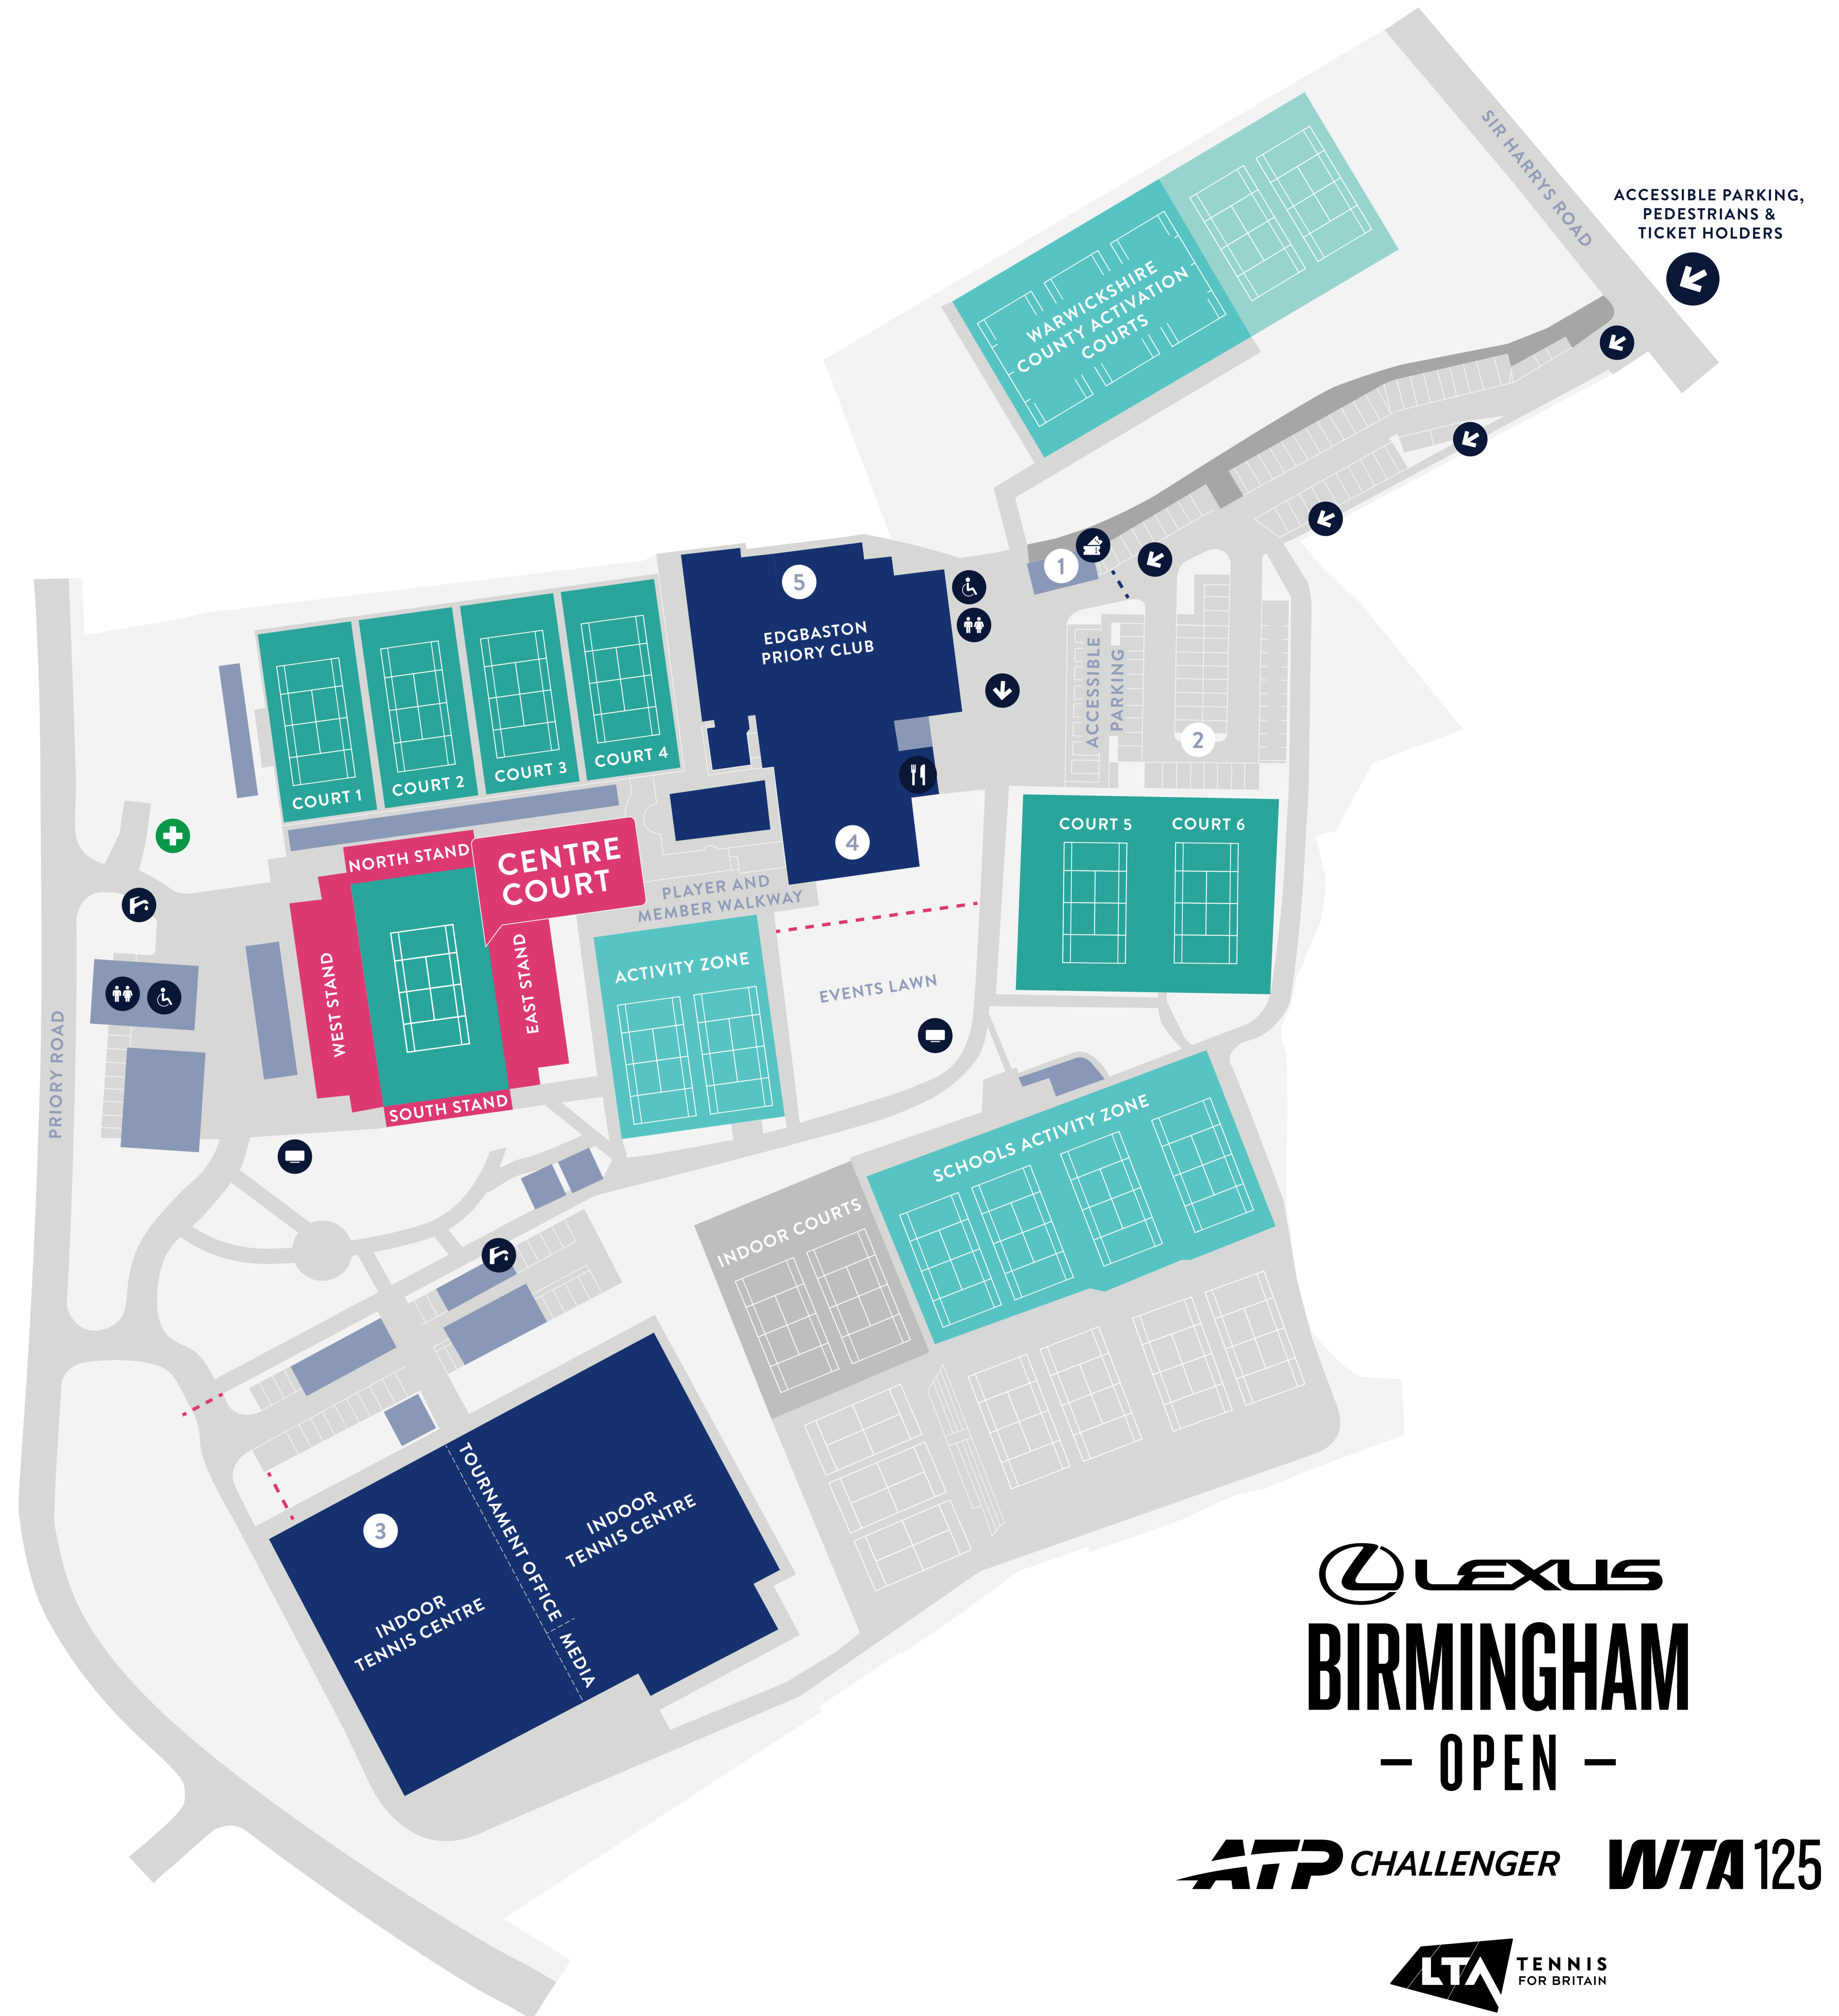 SIR HARRYS ROAD
ACCESSIBLE PARKING,
PEDESTRIANS &
TICKET HOLDERS
WARWICKSHIRE
COUNTY ACTIVATION
COURTS
1
5
EDGBASTON
PRIORY CLUB
ACCESSIBLE
PARKING
2
COURT 1
COURT 2
COURT 3
COURT 4
4
COURT 5
COURT 6
NORTH STAND
CENTRE
COURT
PLAYER AND
MEMBER WALKWAY
WEST STAND
EAST STAND
SOUTH STAND
ACTIVITY ZONE
EVENTS LAWN
PRIORY ROAD
SCHOOLS ACTIVITY ZONE
INDOOR COURTS
3
INDOOR
TENNIS CENTRE
TOURNAMENT OFFICE
MEDIA
INDOOR
TENNIS CENTRE
LEXUS
BIRMINGHAM
– OPEN –
ATP CHALLENGER
WTA 125
LTA TENNIS
FOR BRITAIN